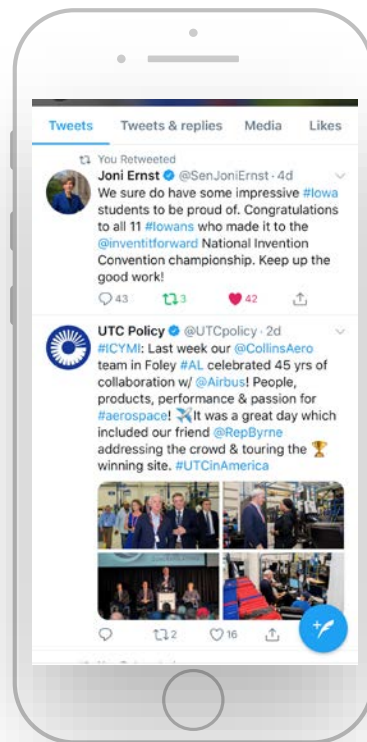 Tweets Tweets & replies Media Likes
You Retweeted
Joni Ernst @SenJoniErnst · 4d
We sure do have some impressive #Iowa
students to be proud of. Congratulations
to all 11 #Iowans who made it to the
@inventitforward National Invention
Convention championship. Keep up the
good work!
43 3 42
UTC Policy @UTCpolicy · 2d
#ICYMI: Last week our @CollinsAero
team in Foley #AL celebrated 45 yrs of
collaboration w/ @Airbus! People,
products, performance & passion for
#aerospace! ✈️It was a great day which
included our friend @RepByrne
addressing the crowd & touring the 🏆
winning site. #UTCinAmerica
2 16